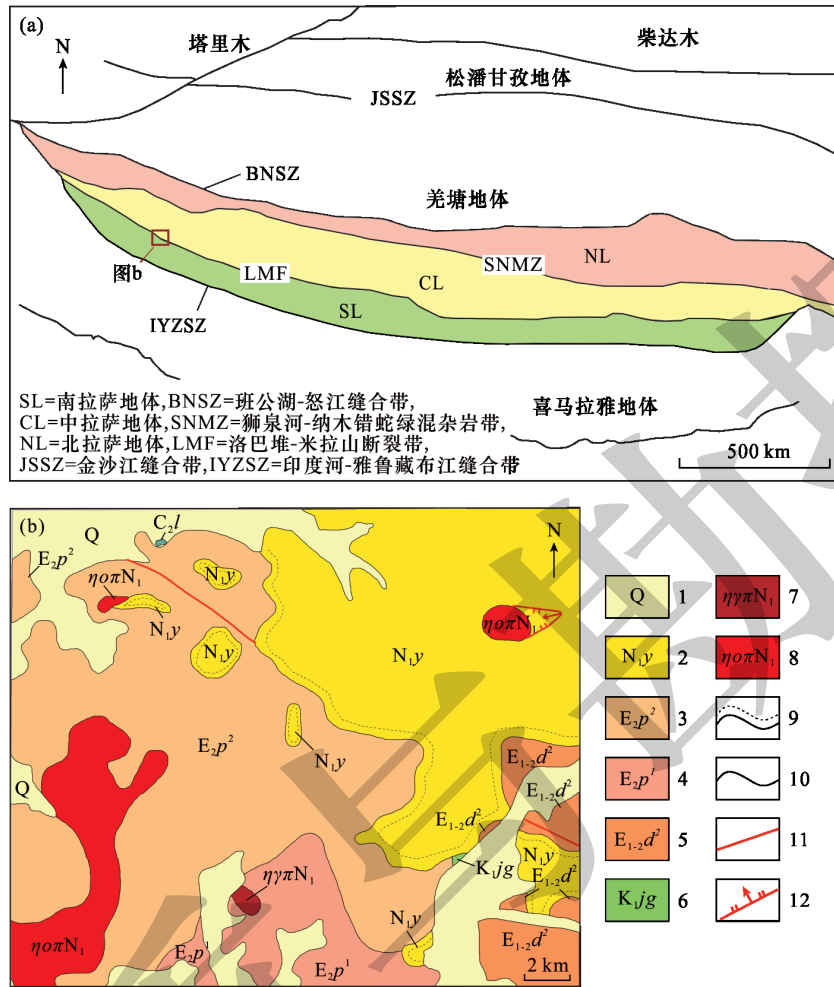 (a)
N
塔里木
柴达木
松潘甘孜地体
JSSZ
BNSZ
羌塘地体
图b
LMF
CL
SNMZ
NL
IYZSZ
SL
喜马拉雅地体
SL=南拉萨地体,BNSZ=班公湖-怒江缝合带,
CL=中拉萨地体,SNMZ=狮泉河-纳木错蛇绿混杂岩带,
NL=北拉萨地体,LMF=洛巴堆-米拉山断裂带,
JSSZ=金沙江缝合带,IYZSZ=印度河-雅鲁藏布江缝合带
500 km
(b)
Q
C₂l
N
E₂p²
N₁y
ηοπN₁
N₁y
ηοπN₁
N₁y
N₁y
E₂p²
N₁y
E₁₋₂d²
E₁₋₂d²
Q
E₁₋₂d²
N₁y
K₁jg
E₁₋₂d²
ηγπN₁
N₁y
E₁₋₂d²
ηοπN₁
E₂p¹
E₂p¹
2 km
Q 1
N₁y 2
E₂p² 3
E₂p¹ 4
E₁₋₂d² 5
K₁jg 6
ηγπN₁ 7
ηοπN₁ 8
9
10
11
12